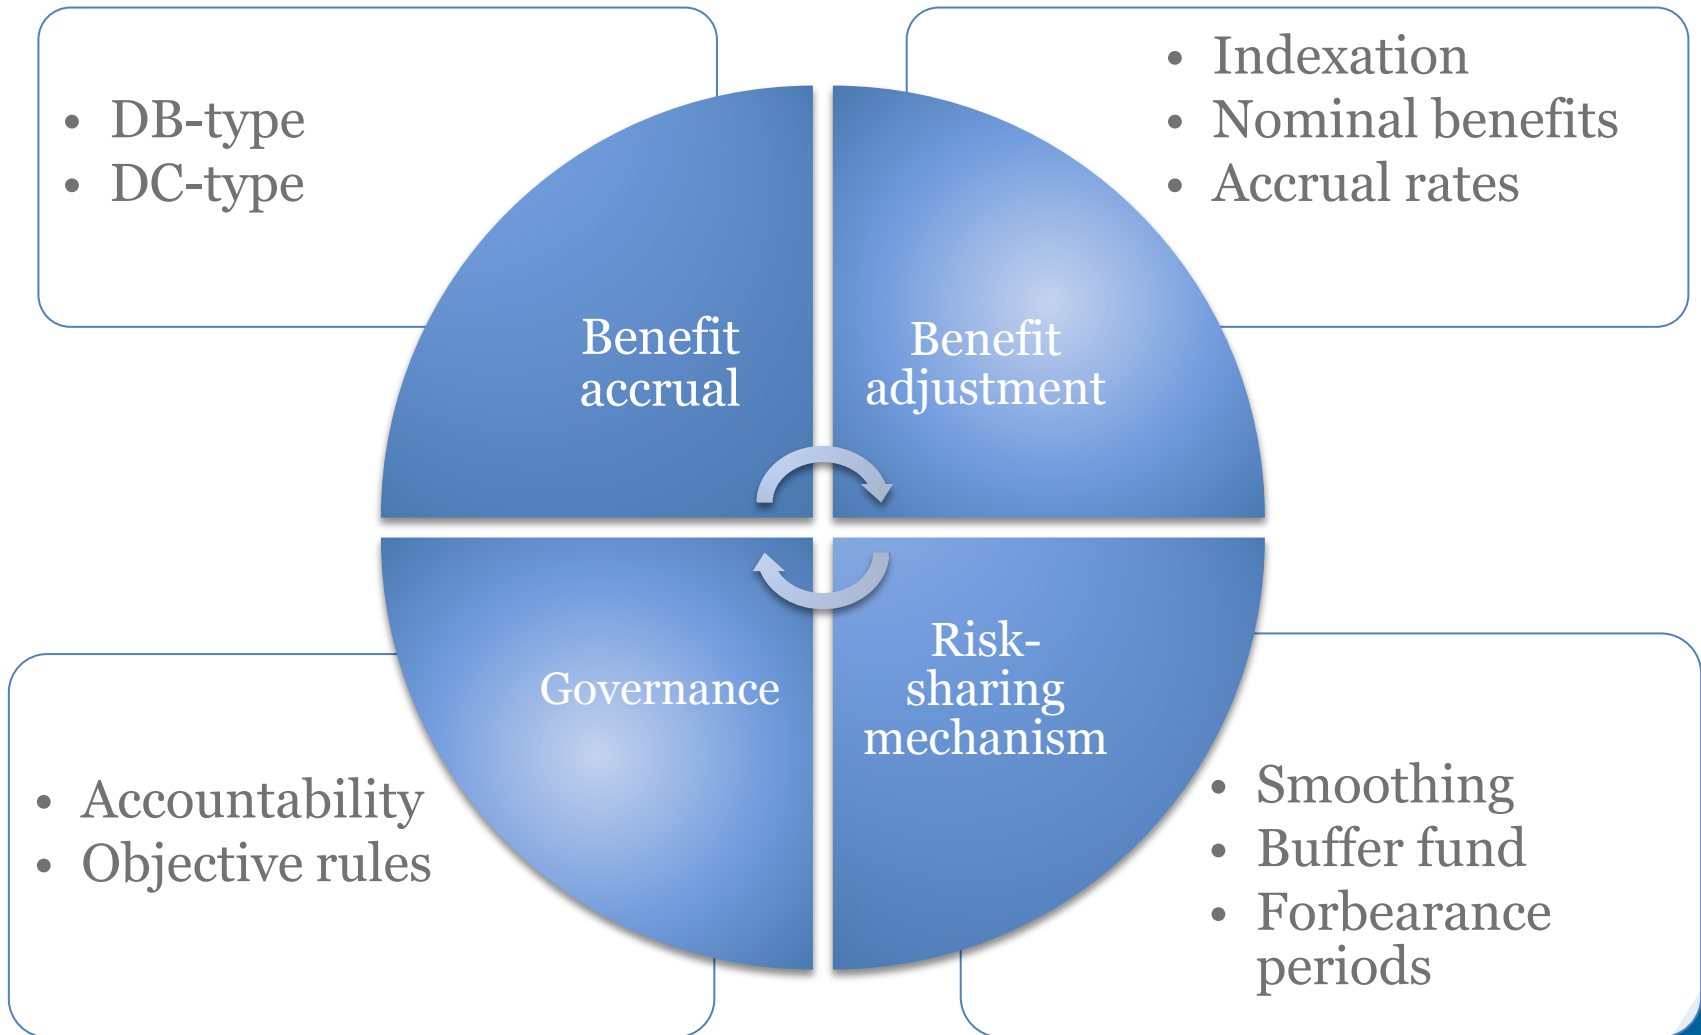 • DB-type
• DC-type
• Indexation
• Nominal benefits
• Accrual rates
Benefit
accrual
Benefit
adjustment
Governance
Risk-
sharing
mechanism
• Accountability
• Objective rules
• Smoothing
• Buffer fund
• Forbearance
periods